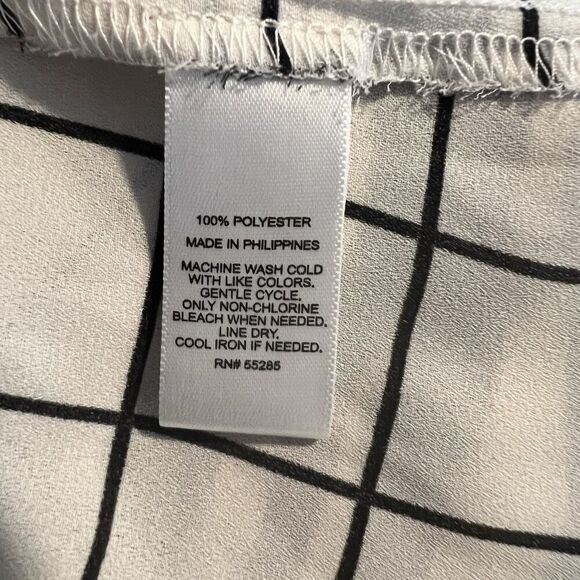 100% POLYESTER
MADE IN PHILIPPINES
MACHINE WASH COLD
WITH LIKE COLORS.
GENTLE CYCLE.
ONLY NON-CHLORINE
BLEACH WHEN NEEDED.
LINE DRY.
COOL IRON IF NEEDED.
RN# 55285